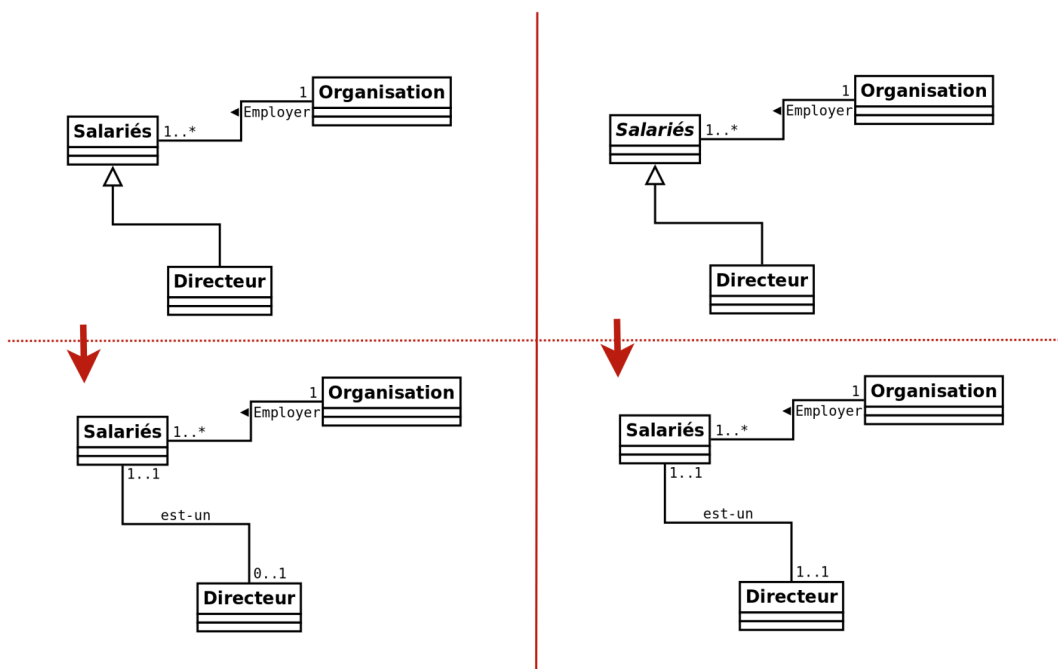 1
Organisation
Employer
Salariés
1..*
Directeur
1
Organisation
Employer
Salariés
1..*
Directeur
1
Organisation
Employer
Salariés
1..*
1..1
est-un
0..1
Directeur
1
Organisation
Employer
Salariés
1..*
1..1
est-un
1..1
Directeur